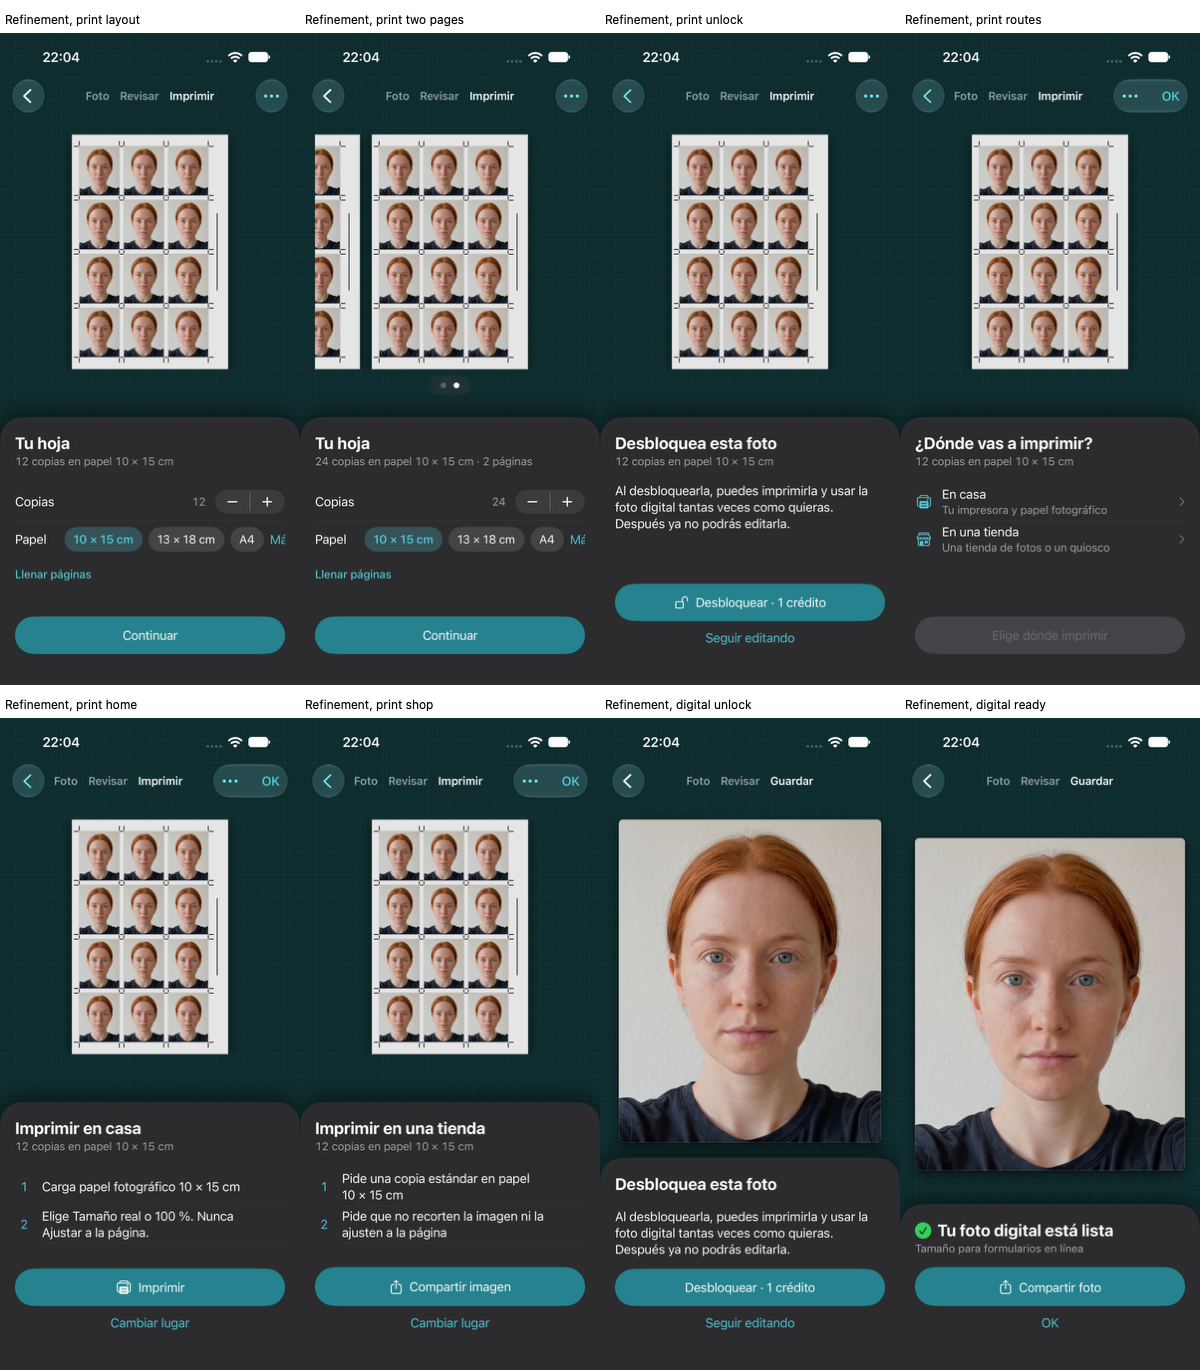 Refinement, print layout
22:04
Foto Revisar Imprimir
Tu hoja
12 copias en papel 10 × 15 cm
Copias 12 − +
Papel 10 × 15 cm 13 × 18 cm A4 Má
Llenar páginas
Continuar
Refinement, print two pages
22:04
Foto Revisar Imprimir
Tu hoja
24 copias en papel 10 × 15 cm · 2 páginas
Copias 24 − +
Papel 10 × 15 cm 13 × 18 cm A4 Má
Llenar páginas
Continuar
Refinement, print unlock
22:04
Foto Revisar Imprimir
Desbloquea esta foto
12 copias en papel 10 × 15 cm
Al desbloquearla, puedes imprimirla y usar la
foto digital tantas veces como quieras.
Después ya no podrás editarla.
Desbloquear · 1 crédito
Seguir editando
Refinement, print routes
22:04
Foto Revisar Imprimir OK
¿Dónde vas a imprimir?
12 copias en papel 10 × 15 cm
En casa
Tu impresora y papel fotográfico
En una tienda
Una tienda de fotos o un quiosco
Elige dónde imprimir
Refinement, print home
22:04
Foto Revisar Imprimir OK
Imprimir en casa
12 copias en papel 10 × 15 cm
1 Carga papel fotográfico 10 × 15 cm
2 Elige Tamaño real o 100 %. Nunca
Ajustar a la página.
Imprimir
Cambiar lugar
Refinement, print shop
22:04
Foto Revisar Imprimir OK
Imprimir en una tienda
12 copias en papel 10 × 15 cm
1 Pide una copia estándar en papel
10 × 15 cm
2 Pide que no recorten la imagen ni la
ajusten a la página
Compartir imagen
Cambiar lugar
Refinement, digital unlock
22:04
Foto Revisar Guardar
Desbloquea esta foto
Al desbloquearla, puedes imprimirla y usar la
foto digital tantas veces como quieras.
Después ya no podrás editarla.
Desbloquear · 1 crédito
Seguir editando
Refinement, digital ready
22:04
Foto Revisar Guardar
Tu foto digital está lista
Tamaño para formularios en línea
Compartir foto
OK